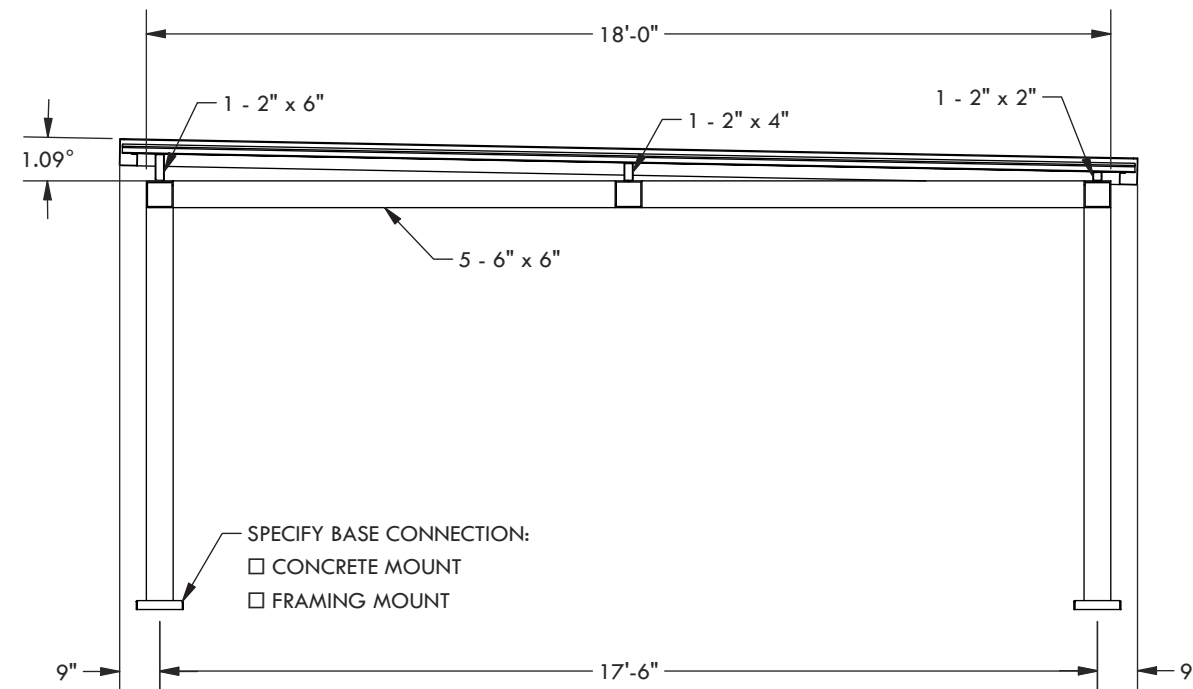 18'-0"
1 - 2" x 6"
1 - 2" x 2"
1 - 2" x 4"
1.09°
5 - 6" x 6"
SPECIFY BASE CONNECTION:
☐ CONCRETE MOUNT
☐ FRAMING MOUNT
9"
17'-6"
9